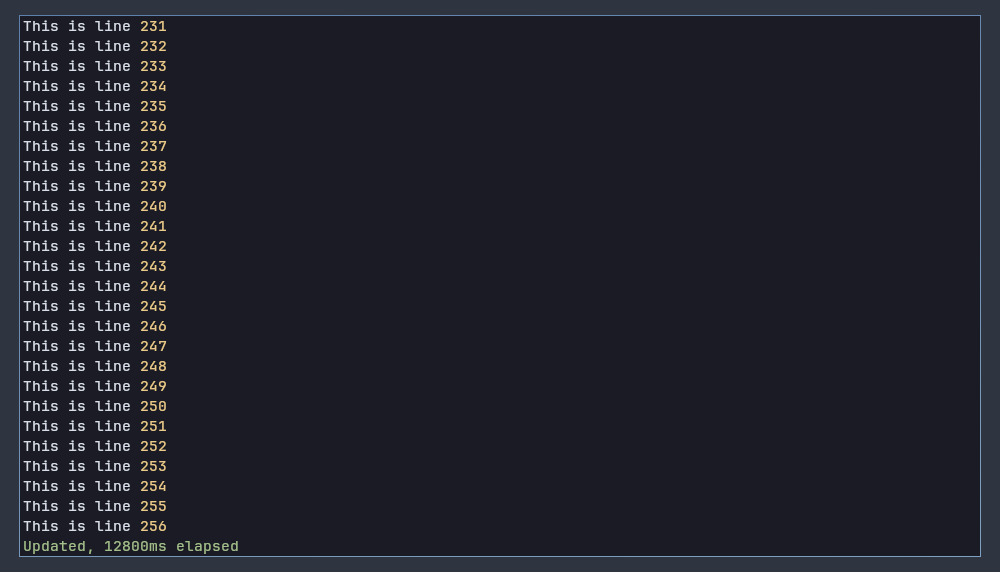 This is line 231
This is line 232
This is line 233
This is line 234
This is line 235
This is line 236
This is line 237
This is line 238
This is line 239
This is line 240
This is line 241
This is line 242
This is line 243
This is line 244
This is line 245
This is line 246
This is line 247
This is line 248
This is line 249
This is line 250
This is line 251
This is line 252
This is line 253
This is line 254
This is line 255
This is line 256
Updated, 12800ms elapsed